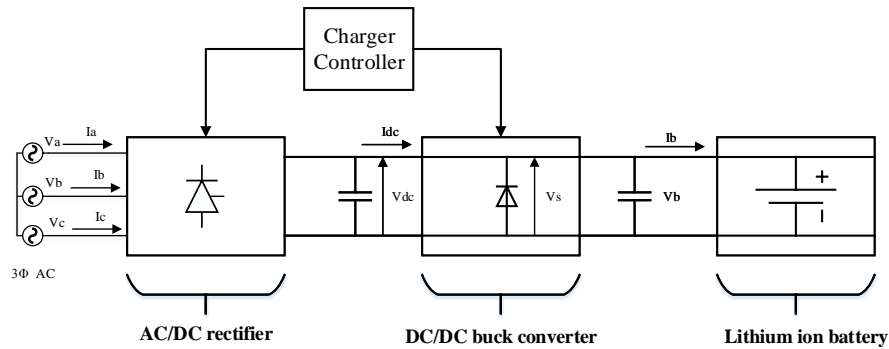 Charger
Controller
Va
Ia
Vb
Ib
Vc
Ic
3Φ AC
Idc
Vdc
Vs
Ib
Vb
+
AC/DC rectifier
DC/DC buck converter
Lithium ion battery